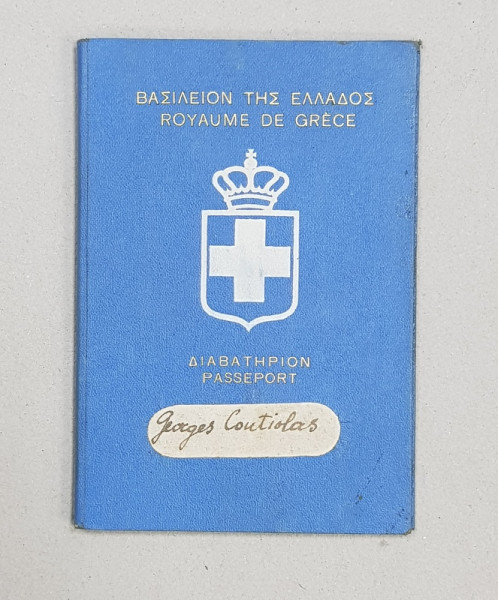 ΒΑΣΙΛΕΙΟΝ ΤΗΣ ΕΛΛΑΔΟΣ
ROYAUME DE GRÈCE
ΔΙΑΒΑΤΗΡΙΟΝ
PASSEPORT
Georges Coutiolas